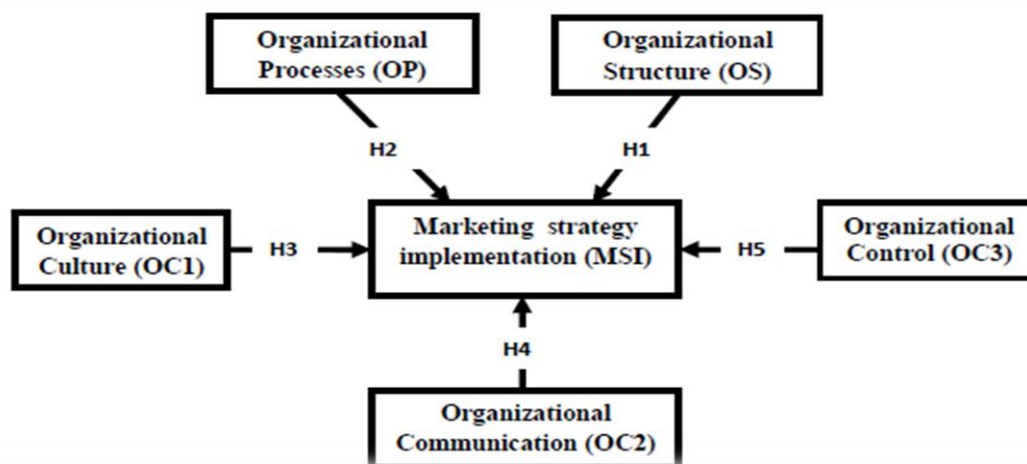 Organizational
Processes (OP)
Organizational
Structure (OS)
H2
H1
Organizational
Culture (OC1)
H3
Marketing strategy
implementation (MSI)
H5
Organizational
Control (OC3)
H4
Organizational
Communication (OC2)